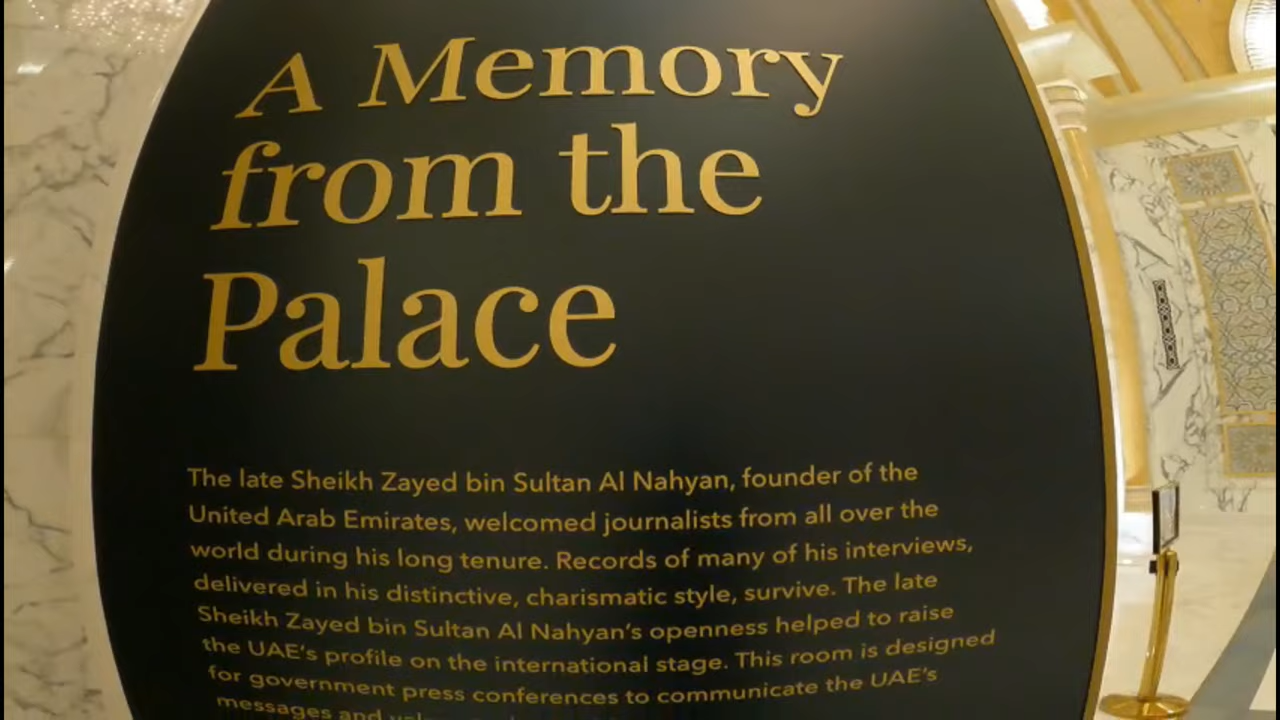 A Memory
from the
Palace
The late Sheikh Zayed bin Sultan Al Nahyan, founder of the
United Arab Emirates, welcomed journalists from all over the
world during his long tenure. Records of many of his interviews,
delivered in his distinctive, charismatic style, survive. The late
Sheikh Zayed bin Sultan Al Nahyan's openness helped to raise
the UAE's profile on the international stage. This room is designed
for government press conferences to communicate the UAE's
messages and